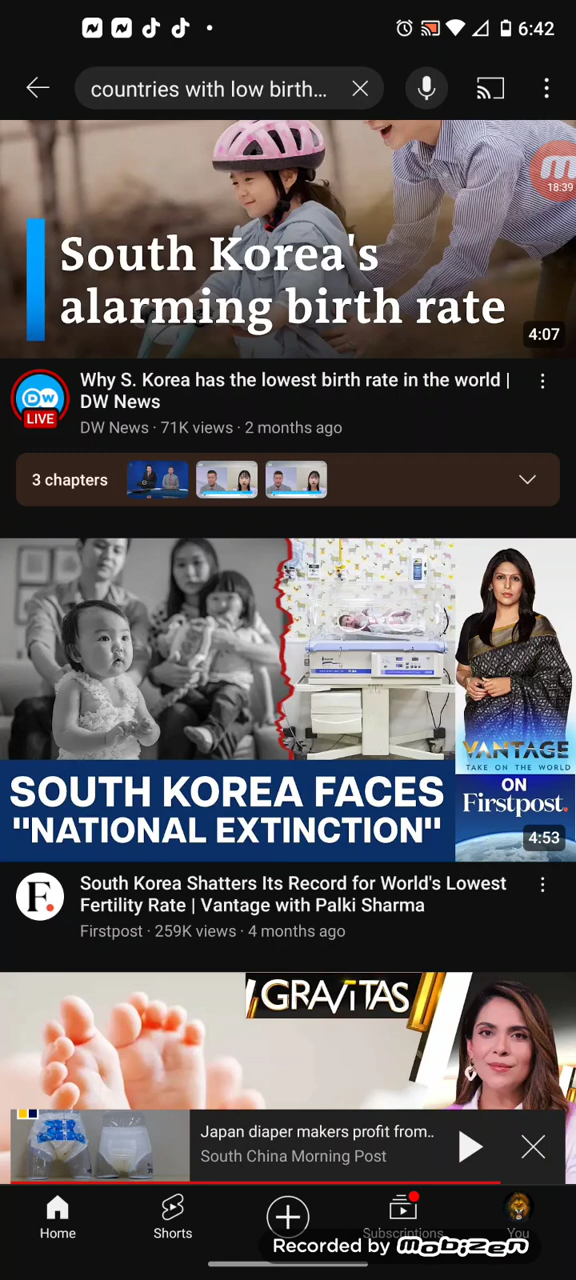 6:42
countries with low birth...
18:39
South Korea's
alarming birth rate
4:07
DW
LIVE
Why S. Korea has the lowest birth rate in the world |
DW News
DW News · 71K views · 2 months ago
3 chapters
VANTAGE
TAKE ON THE WORLD
SOUTH KOREA FACES
"NATIONAL EXTINCTION"
ON
Firstpost.
4:53
F.
South Korea Shatters Its Record for World's Lowest
Fertility Rate | Vantage with Palki Sharma
Firstpost · 259K views · 4 months ago
GRAVITAS
Japan diaper makers profit from..
South China Morning Post
Home
Shorts
Subscriptions
You
Recorded by mobizen